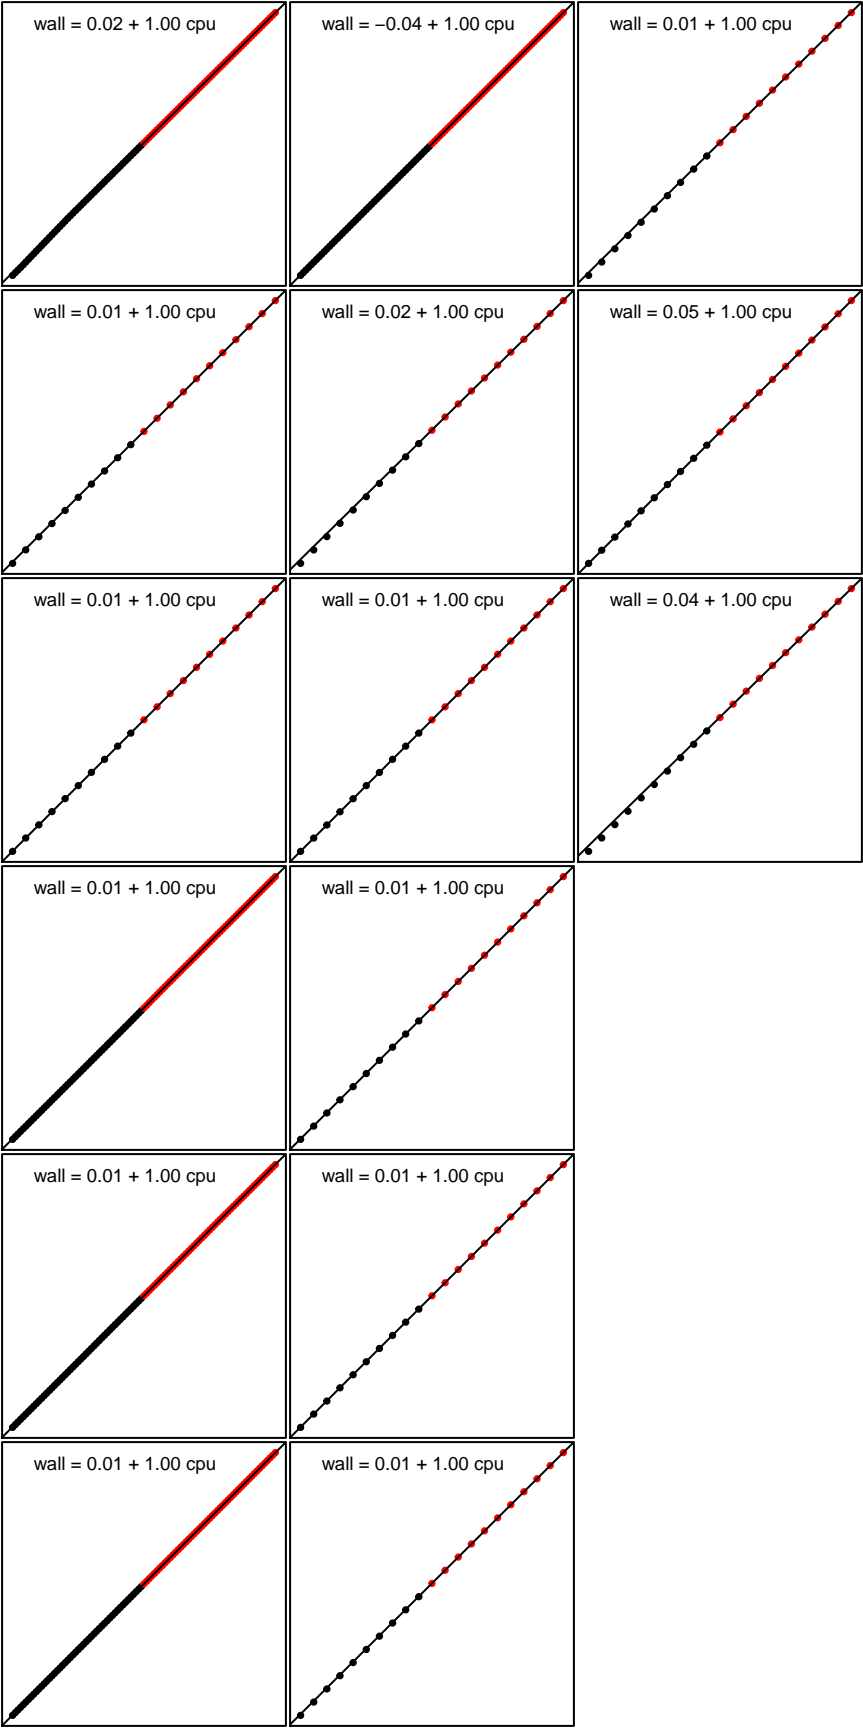 wall = 0.02 + 1.00 cpu
wall = −0.04 + 1.00 cpu
wall = 0.01 + 1.00 cpu
wall = 0.01 + 1.00 cpu
wall = 0.02 + 1.00 cpu
wall = 0.05 + 1.00 cpu
wall = 0.01 + 1.00 cpu
wall = 0.01 + 1.00 cpu
wall = 0.04 + 1.00 cpu
wall = 0.01 + 1.00 cpu
wall = 0.01 + 1.00 cpu
wall = 0.01 + 1.00 cpu
wall = 0.01 + 1.00 cpu
wall = 0.01 + 1.00 cpu
wall = 0.01 + 1.00 cpu